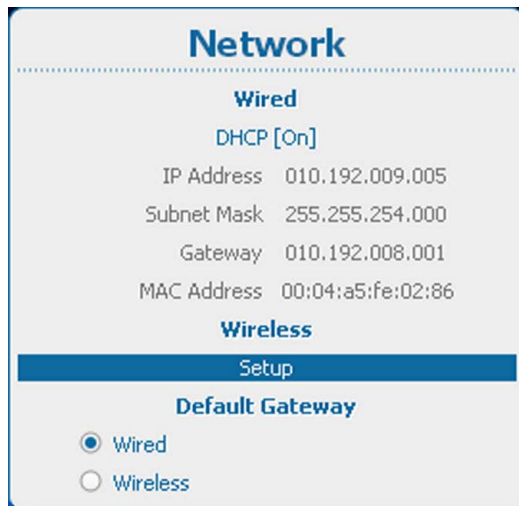 Network
Wired
DHCP [On]
IP Address 010.192.009.005
Subnet Mask 255.255.254.000
Gateway 010.192.008.001
MAC Address 00:04:a5:fe:02:86
Wireless
Setup
Default Gateway
Wired
Wireless